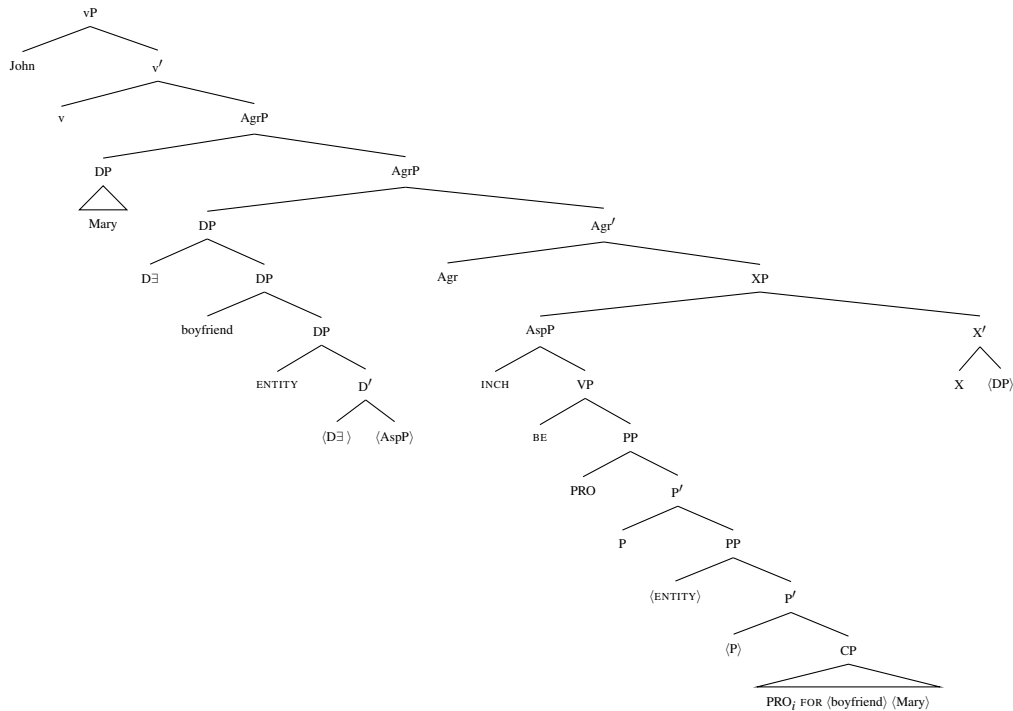 vP
John v′
v AgrP
DP AgrP
Mary DP Agr′
D∃ DP Agr XP
boyfriend DP AspP X′
ENTITY D′ INCH VP X ⟨DP⟩
⟨D∃ ⟩ ⟨AspP⟩ BE PP
PRO P′
P PP
⟨ENTITY⟩ P′
⟨P⟩ CP
PROi FOR ⟨boyfriend⟩ ⟨Mary⟩